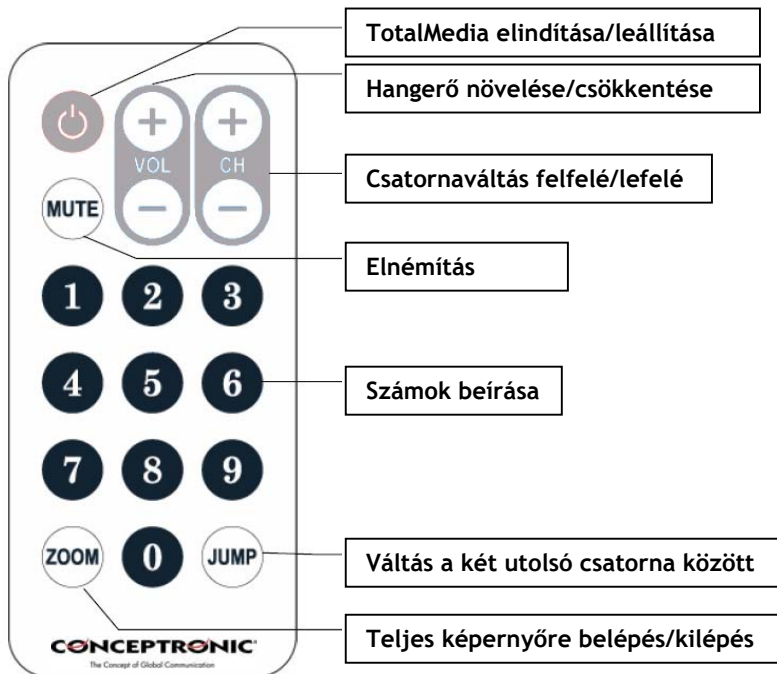 TotalMedia elindítása/leállítása
Hangerő növelése/csökkentése
+ +
VOL CH
Csatornaváltás felfelé/lefelé
MUTE − −
Elnémítás
1 2 3
4 5 6
Számok beírása
7 8 9
ZOOM 0 JUMP
Váltás a két utolsó csatorna között
Teljes képernyőre belépés/kilépés
CONCEPTRONIC
The Concept of Global Communication